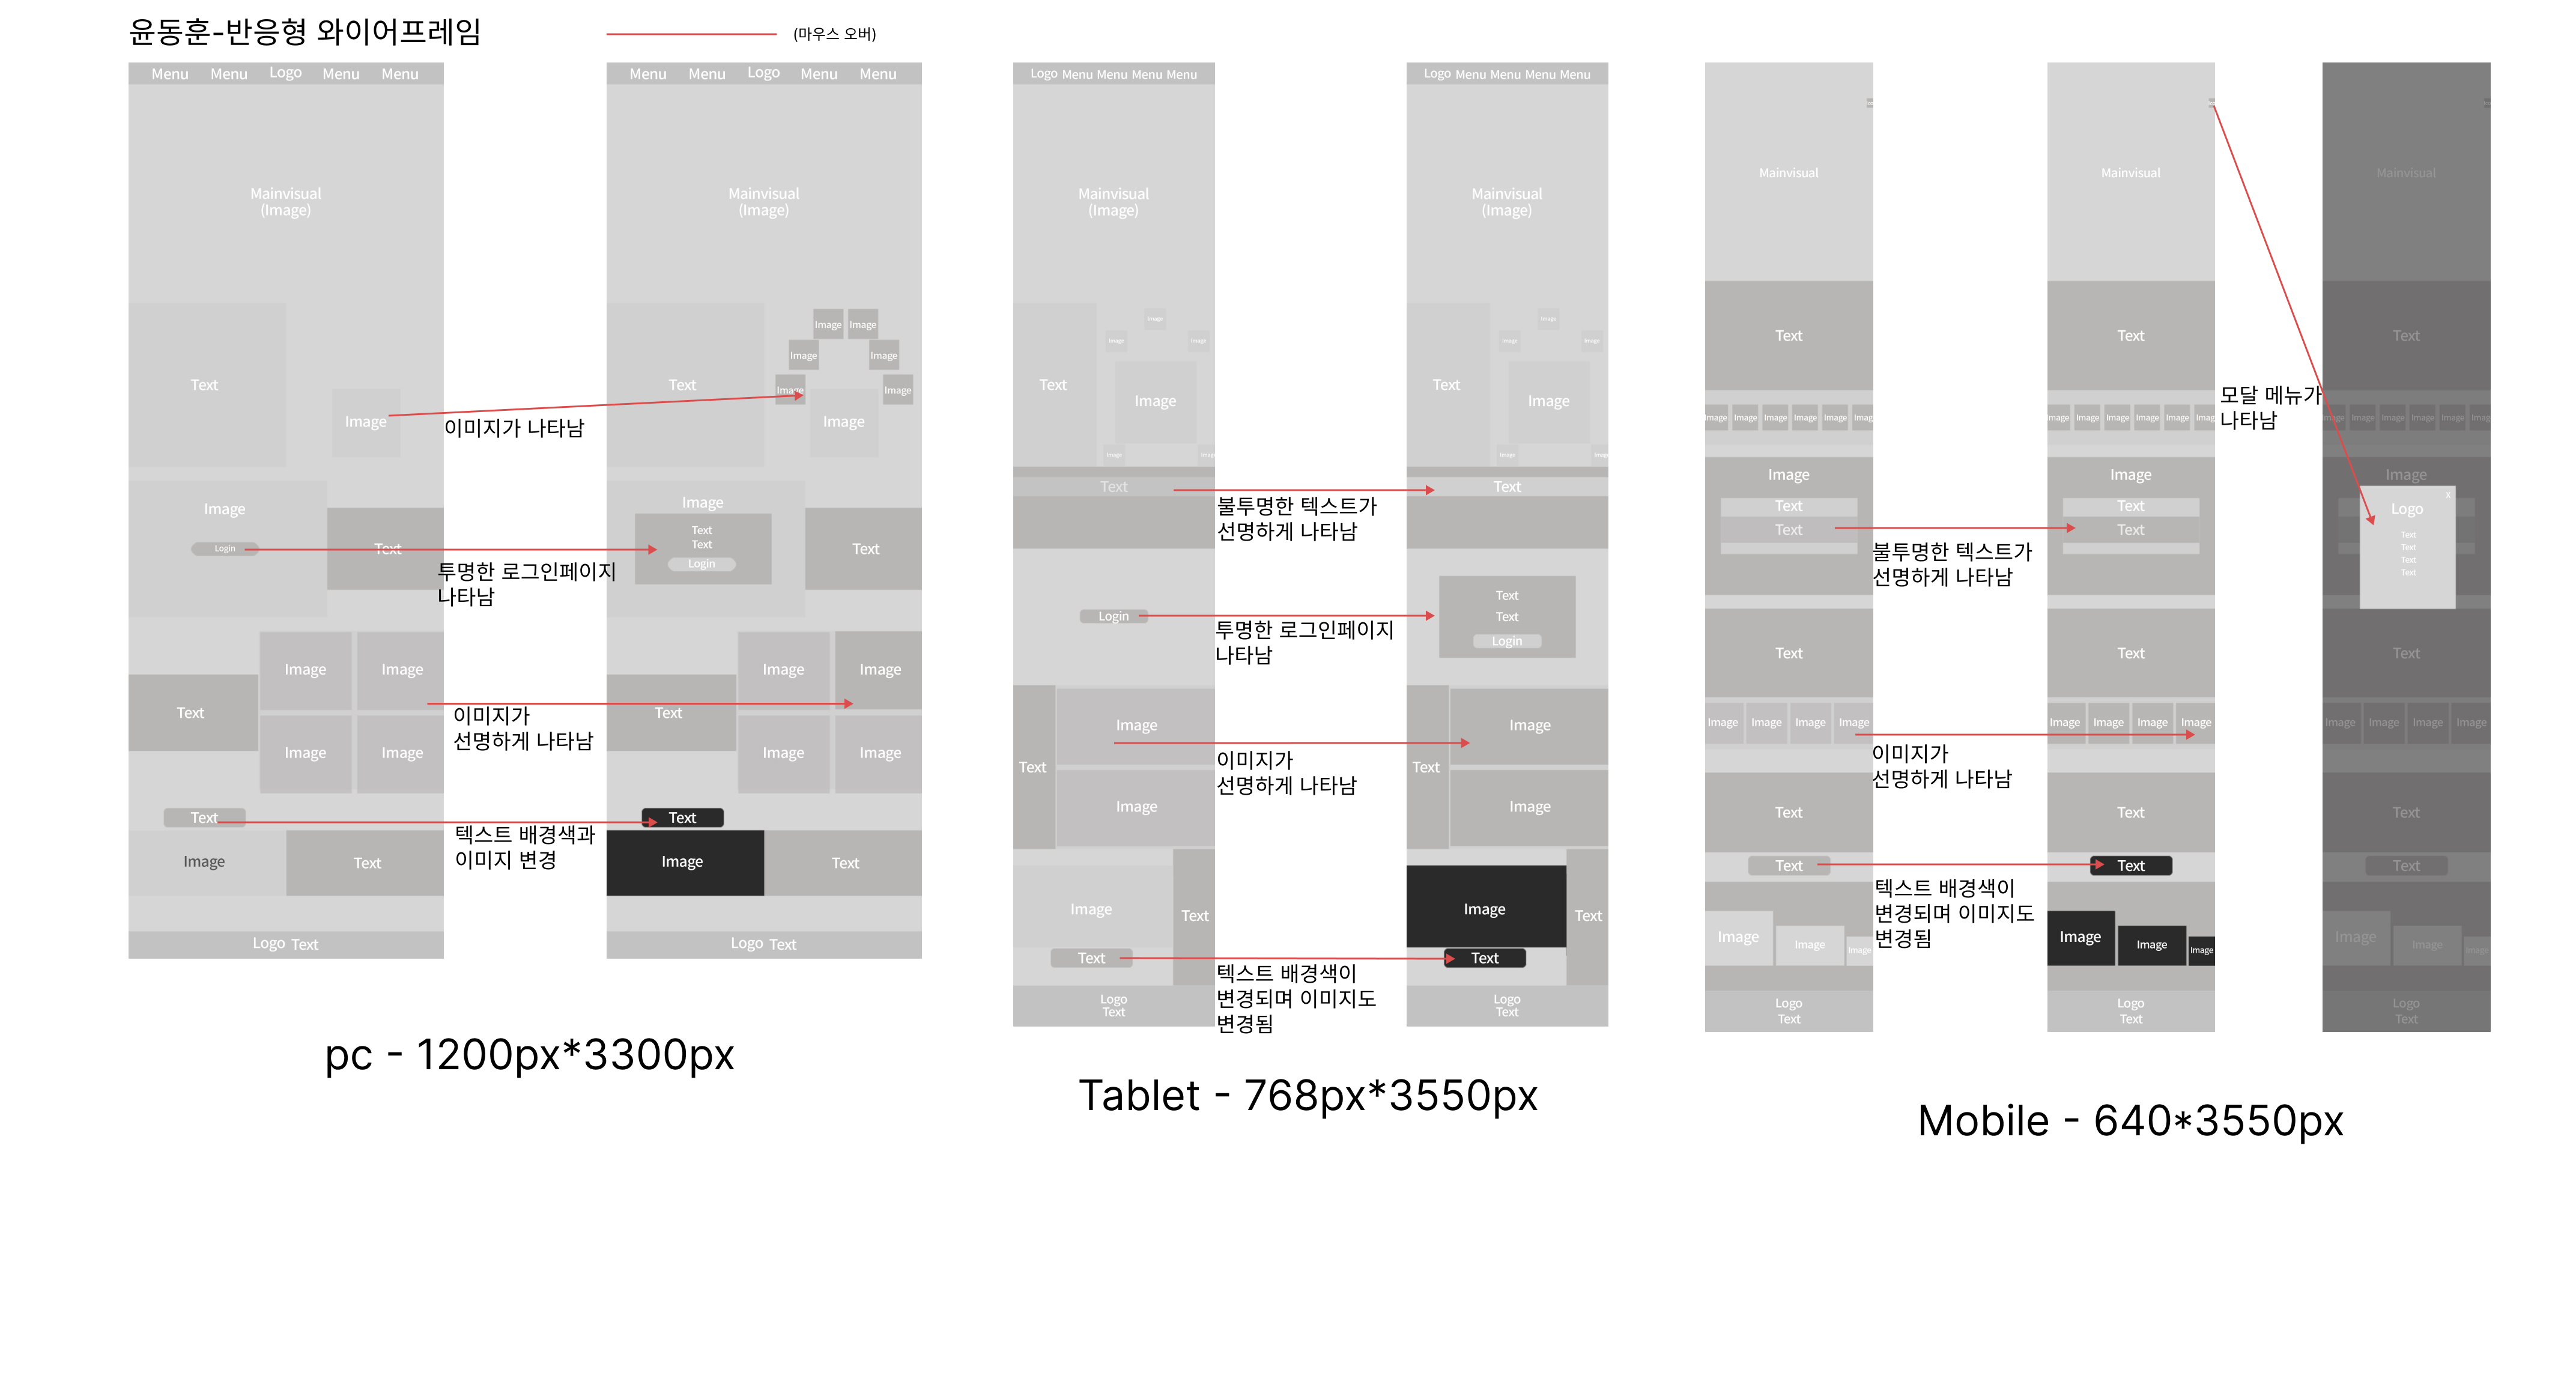 윤동훈-반응형 와이어프레임
(마우스 오버)
Menu Menu Logo Menu Menu
Mainvisual
(Image)
Text
Image
Image
Login
Text
Image Image
Text
Image Image
Text
Image Text
Logo Text
이미지가 나타남
투명한 로그인페이지
나타남
이미지가
선명하게 나타남
텍스트 배경색과
이미지 변경
Menu Menu Logo Menu Menu
Mainvisual
(Image)
Image Image
Image Image
Text
Image Image
Image
Image
Text
Text
Login
Text
Image Image
Text
Image Image
Text
Image Text
Logo Text
pc - 1200px*3300px
Logo Menu Menu Menu Menu
Mainvisual
(Image)
Image
Image Image
Text
Image
Image Image
Text
Login
Image
Text
Image
Image
Text
Text
Logo
Text
불투명한 텍스트가
선명하게 나타남
투명한 로그인페이지
나타남
이미지가
선명하게 나타남
텍스트 배경색이
변경되며 이미지도
변경됨
Logo Menu Menu Menu Menu
Mainvisual
(Image)
Image
Image Image
Text
Image
Image Image
Text
Text
Text
Login
Image
Text
Image
Image
Text
Text
Logo
Text
Tablet - 768px*3550px
Mainvisual
Text
Image Image Image Image Image Image
Image
Text
Text
Text
Image Image Image Image
Text
Text
Image Image Image
Logo
Text
불투명한 텍스트가
선명하게 나타남
이미지가
선명하게 나타남
텍스트 배경색이
변경되며 이미지도
변경됨
Mainvisual
Text
Image Image Image Image Image Image
Image
Text
Text
Text
Image Image Image Image
Text
Text
Image Image Image
Logo
Text
모달 메뉴가
나타남
Mainvisual
Text
Image Image Image Image Image Image
Image
X
Logo
Text
Text
Text
Text
Text
Image Image Image Image
Text
Text
Image Image Image
Logo
Text
Mobile - 640*3550px